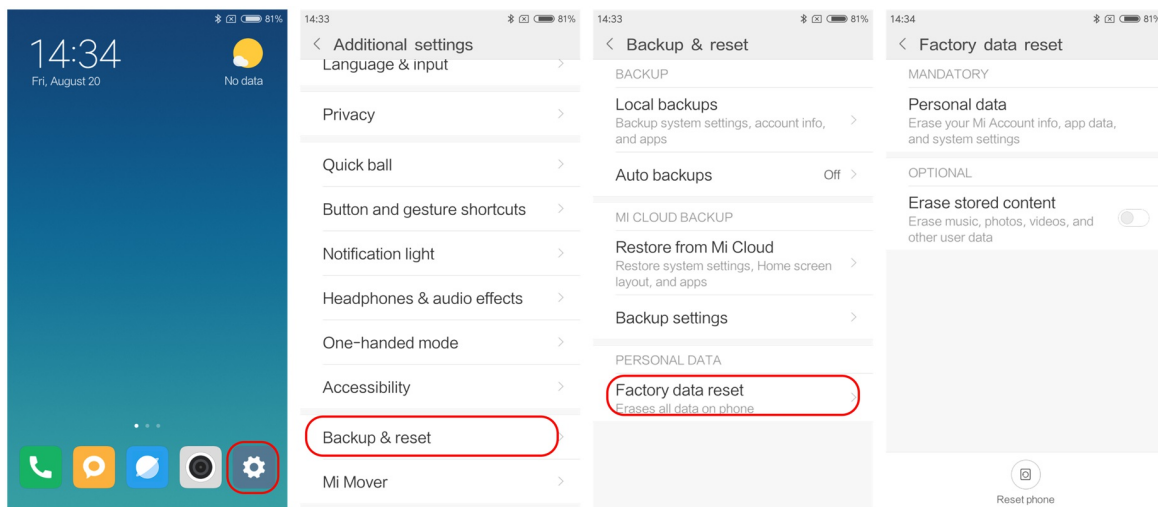 81%
14:34
Fri, August 20
No data
14:33
81%
Additional settings
Language & input
Privacy
Quick ball
Button and gesture shortcuts
Notification light
Headphones & audio effects
One-handed mode
Accessibility
Backup & reset
Mi Mover
14:33
81%
Backup & reset
BACKUP
Local backups
Backup system settings, account info,
and apps
Auto backups Off
MI CLOUD BACKUP
Restore from Mi Cloud
Restore system settings, Home screen
layout, and apps
Backup settings
PERSONAL DATA
Factory data reset
Erases all data on phone
14:34
81%
Factory data reset
MANDATORY
Personal data
Erase your Mi Account info, app data,
and system settings
OPTIONAL
Erase stored content
Erase music, photos, videos, and
other user data
Reset phone